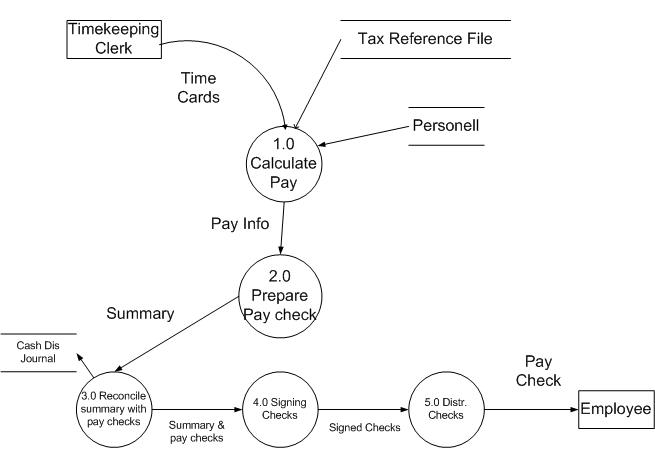 Timekeeping
Clerk
Tax Reference File
Time
Cards
Personell
1.0
Calculate
Pay
Pay Info
2.0
Prepare
Pay check
Summary
Cash Dis
Journal
3.0 Reconcile
summary with
pay checks
Summary &
pay checks
4.0 Signing
Checks
Signed Checks
5.0 Distr.
Checks
Pay
Check
Employee